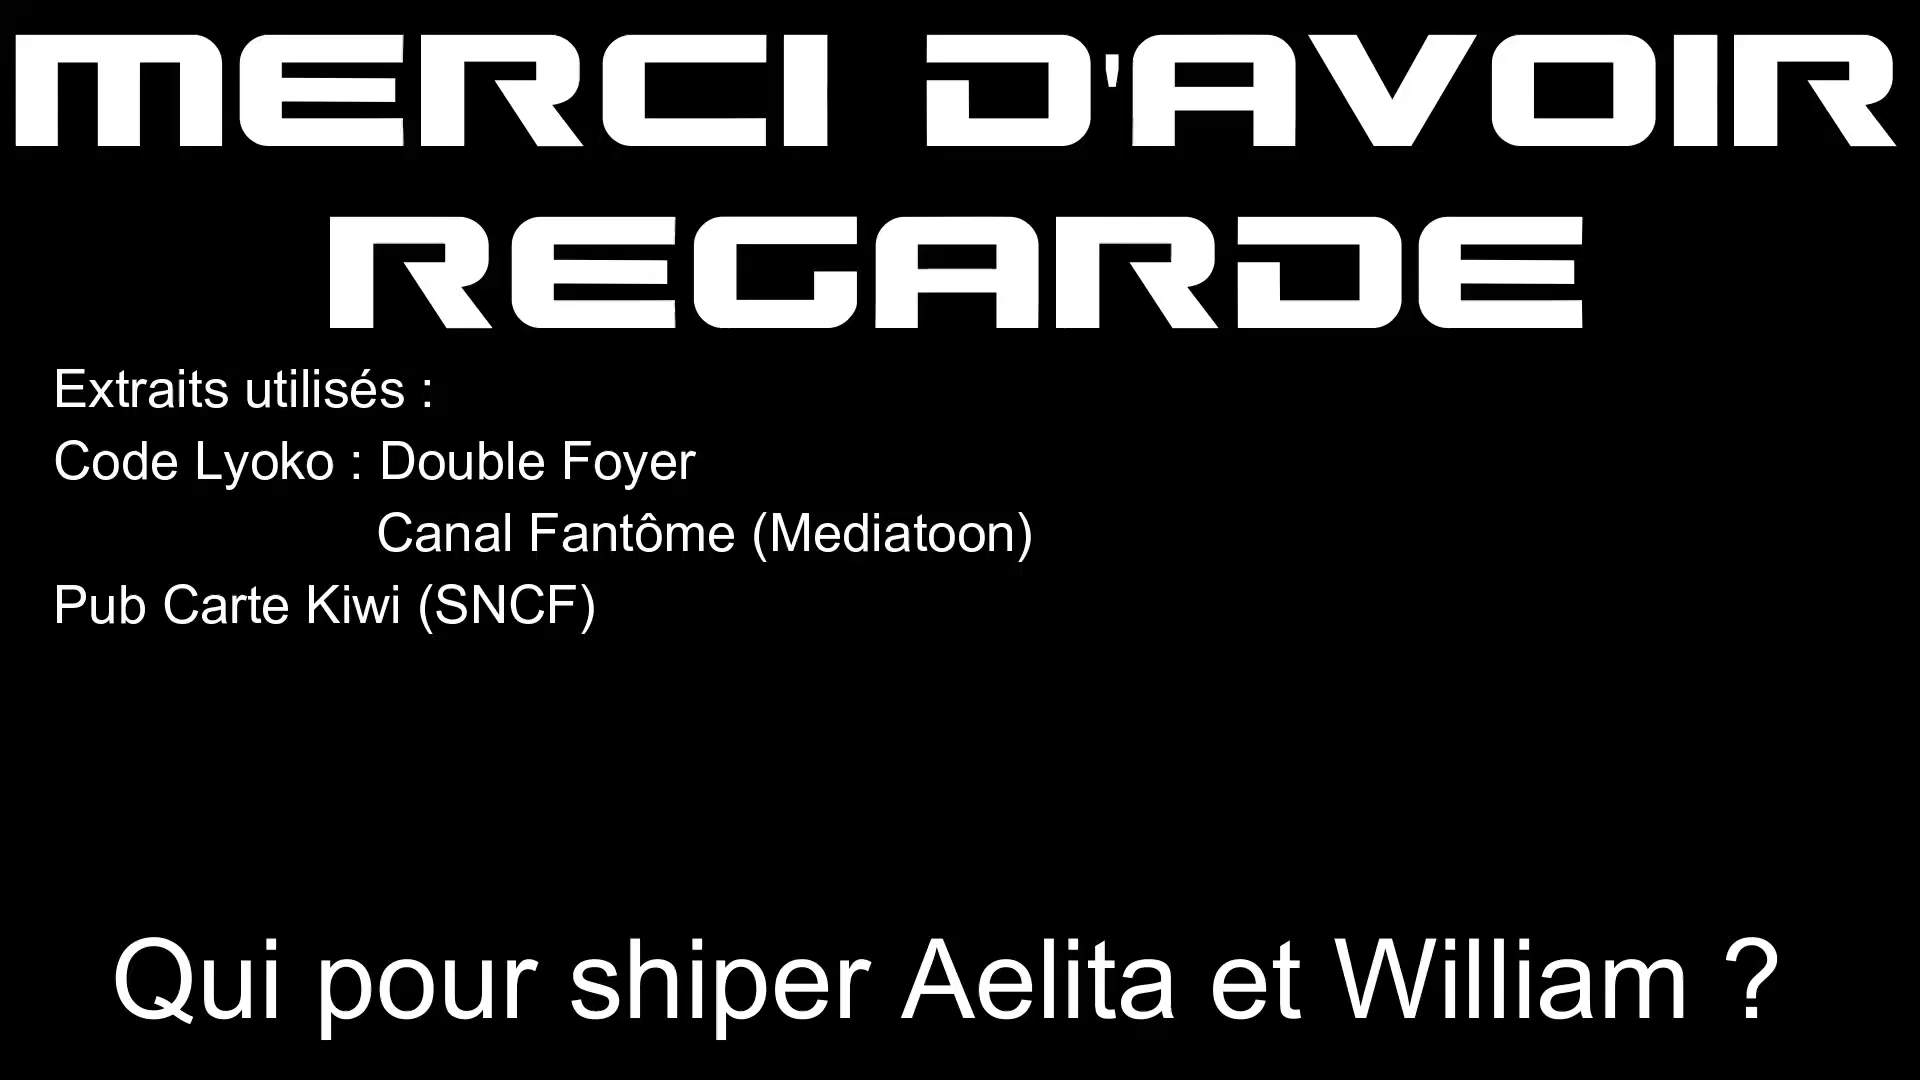 MERCI D'AVOIR
REGARDE
Extraits utilisés :
Code Lyoko : Double Foyer
Canal Fantôme (Mediatoon)
Pub Carte Kiwi (SNCF)
Qui pour shiper Aelita et William ?